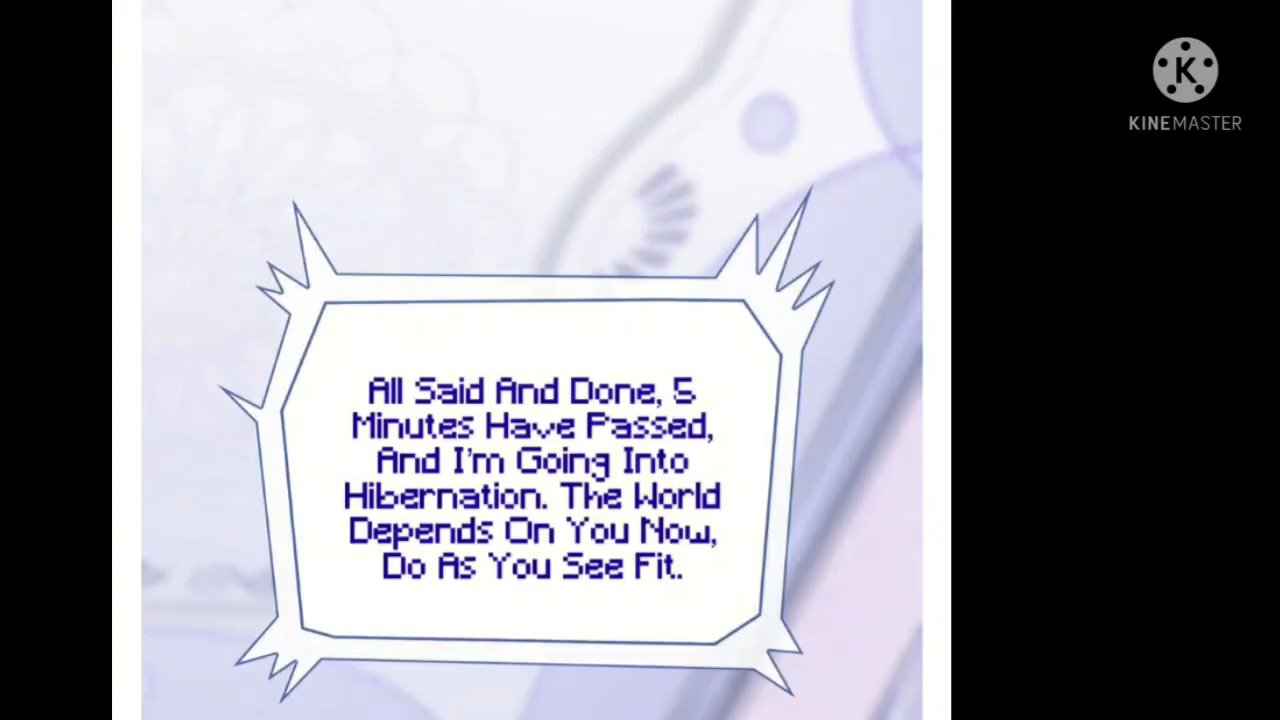 KINEMASTER
All Said And Done, 5
Minutes Have Passed,
And I'm Going Into
Hibernation. The World
Depends On You Now,
Do As You See Fit.